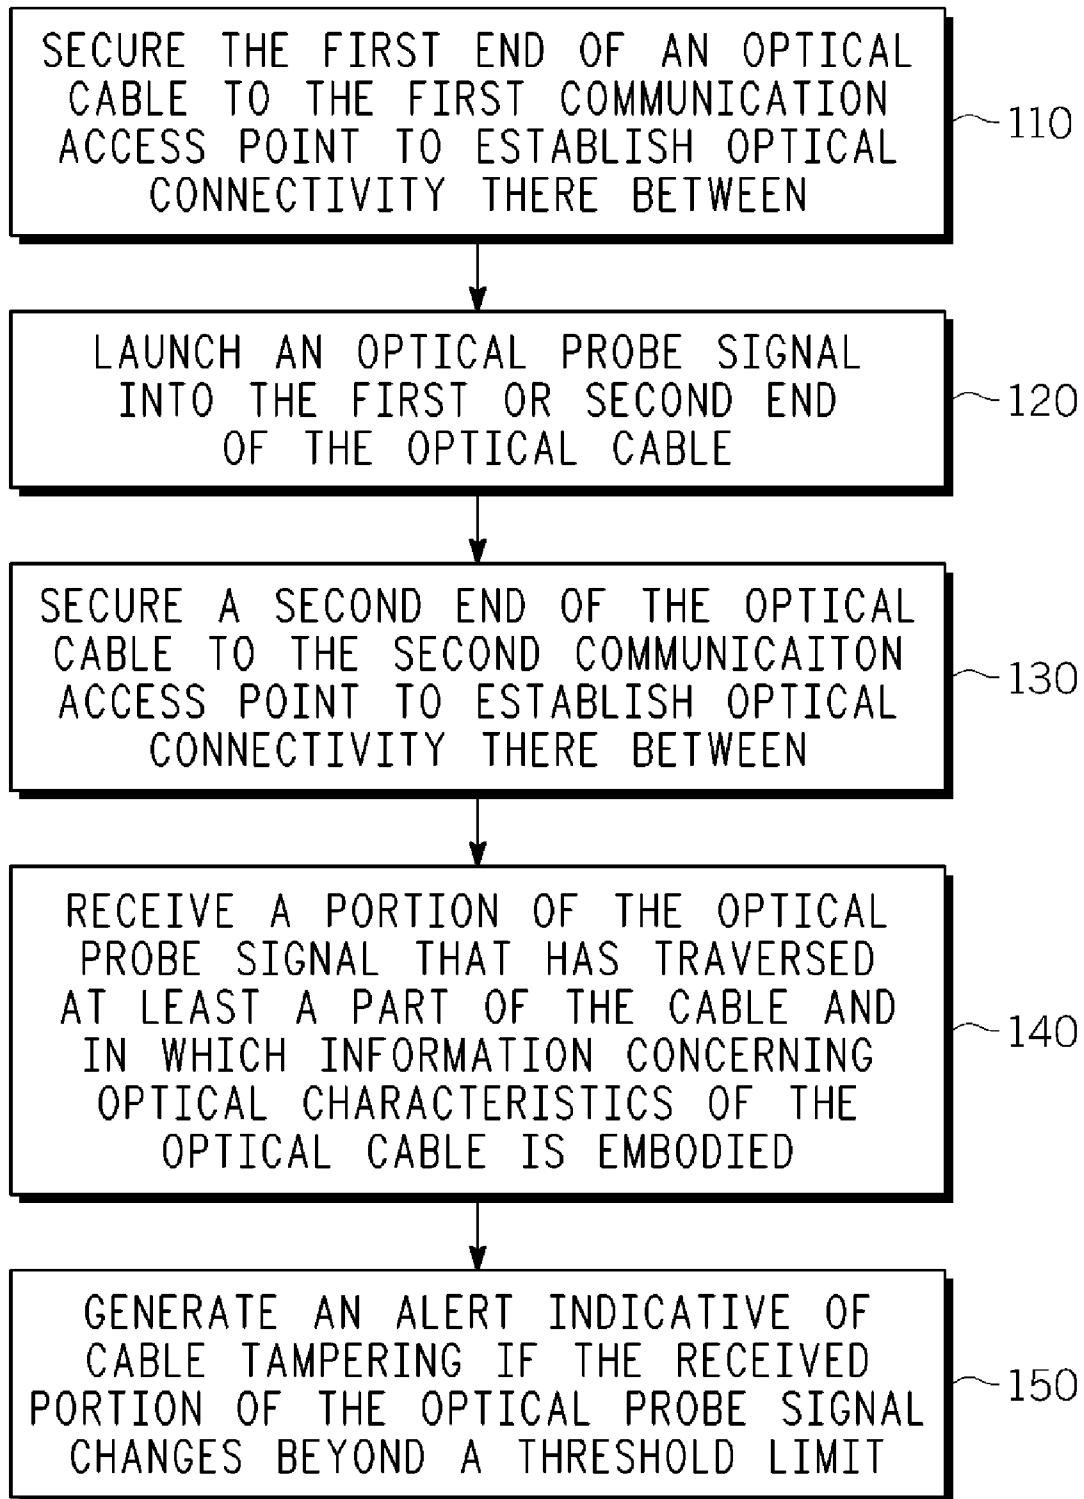 SECURE THE FIRST END OF AN OPTICAL
CABLE TO THE FIRST COMMUNICATION
ACCESS POINT TO ESTABLISH OPTICAL
CONNECTIVITY THERE BETWEEN
110
LAUNCH AN OPTICAL PROBE SIGNAL
INTO THE FIRST OR SECOND END
OF THE OPTICAL CABLE
120
SECURE A SECOND END OF THE OPTICAL
CABLE TO THE SECOND COMMUNICAITON
ACCESS POINT TO ESTABLISH OPTICAL
CONNECTIVITY THERE BETWEEN
130
RECEIVE A PORTION OF THE OPTICAL
PROBE SIGNAL THAT HAS TRAVERSED
AT LEAST A PART OF THE CABLE AND
IN WHICH INFORMATION CONCERNING
OPTICAL CHARACTERISTICS OF THE
OPTICAL CABLE IS EMBODIED
140
GENERATE AN ALERT INDICATIVE OF
CABLE TAMPERING IF THE RECEIVED
PORTION OF THE OPTICAL PROBE SIGNAL
CHANGES BEYOND A THRESHOLD LIMIT
150